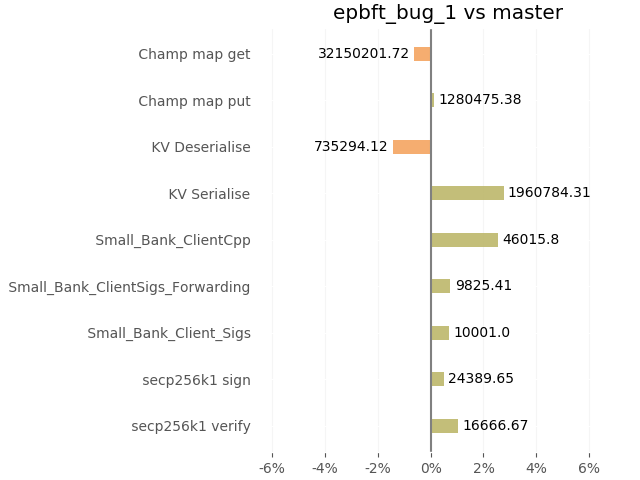 epbft_bug_1 vs master
Champ map get 32150201.72
Champ map put 1280475.38
KV Deserialise 735294.12
KV Serialise 1960784.31
Small_Bank_ClientCpp 46015.8
Small_Bank_ClientSigs_Forwarding 9825.41
Small_Bank_Client_Sigs 10001.0
secp256k1 sign 24389.65
secp256k1 verify 16666.67
-6% -4% -2% 0% 2% 4% 6%